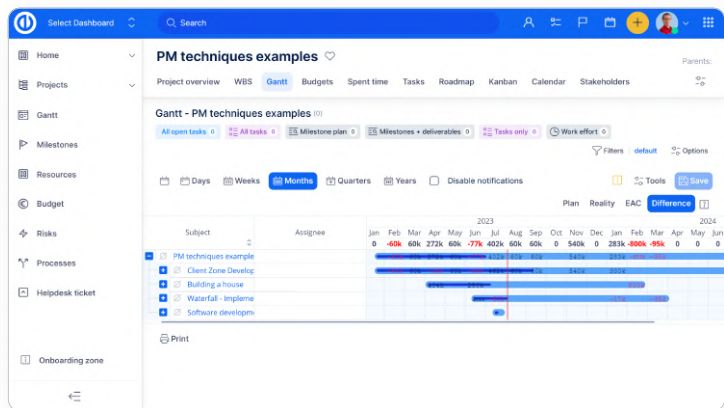 Select Dashboard
Search
Home
Projects
Gantt
Milestones
Resources
Budget
Risks
Processes
Helpdesk ticket
Onboarding zone
PM techniques examples
Parents:
Project overview WBS Gantt Budgets Spent time Tasks Roadmap Kanban Calendar Stakeholders
Gantt - PM techniques examples (0)
All open tasks 0 All tasks 0 Milestone plan 0 Milestones + deliverables 0 Tasks only 0 Work effort 0
Filters default Options
Days Weeks Months Quarters Years Disable notifications Tools Save
Plan Reality EAC Difference ?
2023 2024
Subject Assignee Jan Feb Mar Apr May Jun Jul Aug Sep Oct Nov Dec Jan Feb Mar Apr May Jun
0 -60k 60k 272k 60k -77k 402k 60k 60k 0 540k 0 283k -800k -95k 0 0 0
PM techniques example
Client Zone Develop
Building a house
Waterfall - Impleme
Software developm
Print